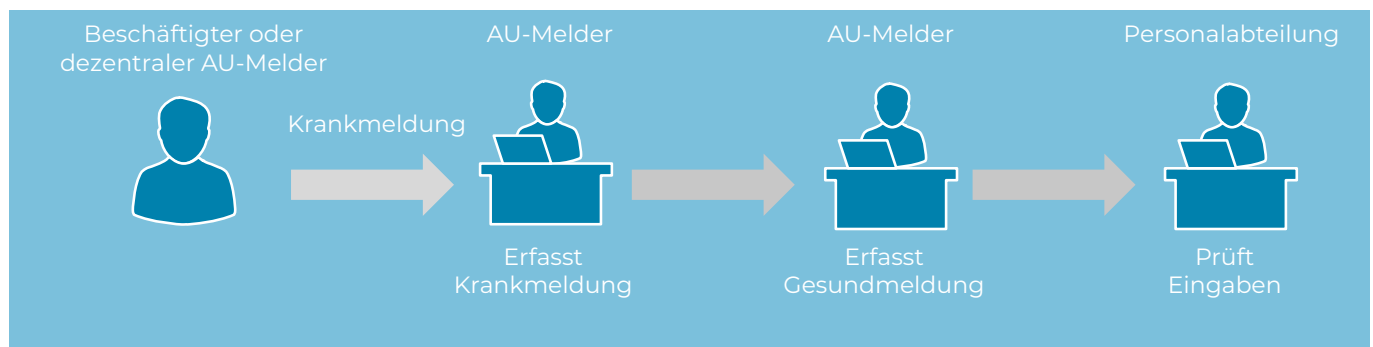 Beschäftigter oder
dezentraler AU-Melder
Krankmeldung
AU-Melder
Erfasst
Krankmeldung
AU-Melder
Erfasst
Gesundmeldung
Personalabteilung
Prüft
Eingaben